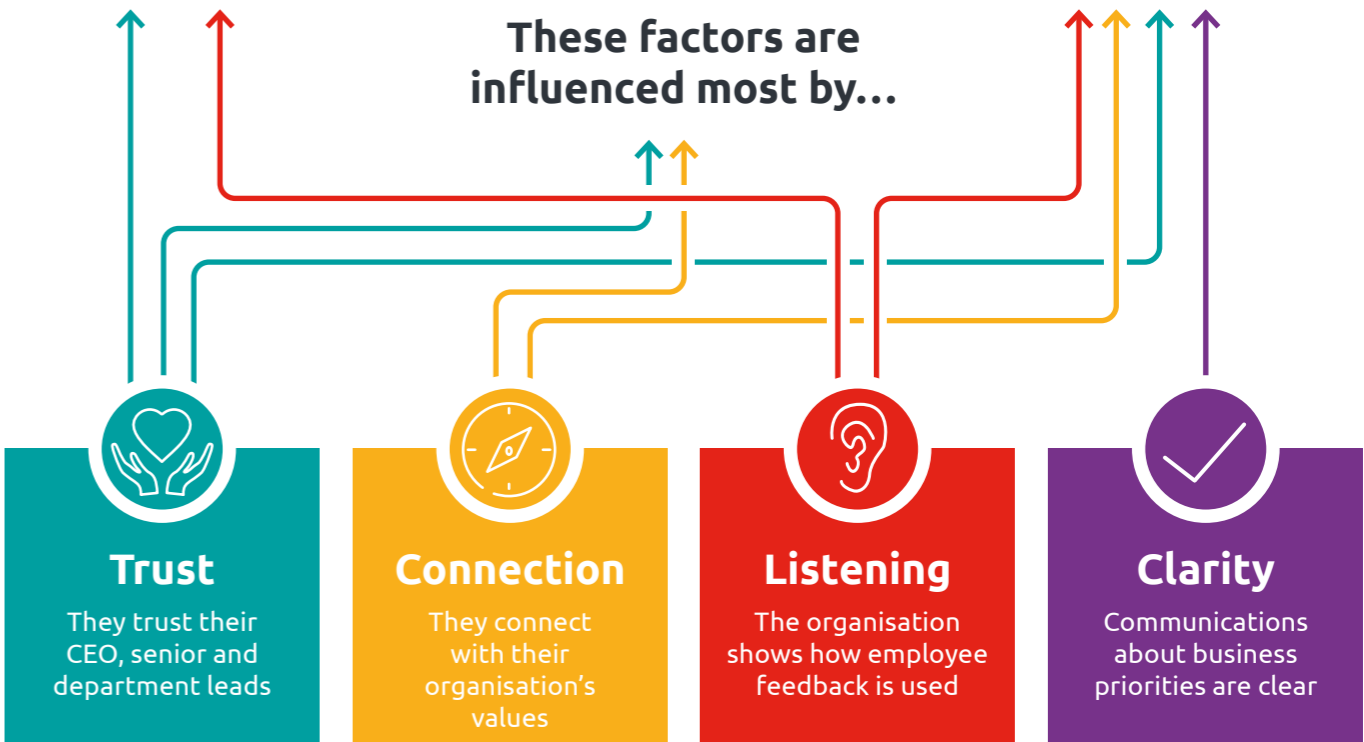 These factors are
influenced most by...
Trust
They trust their
CEO, senior and
department leads
Connection
They connect
with their
organisation's
values
Listening
The organisation
shows how employee
feedback is used
Clarity
Communications
about business
priorities are clear